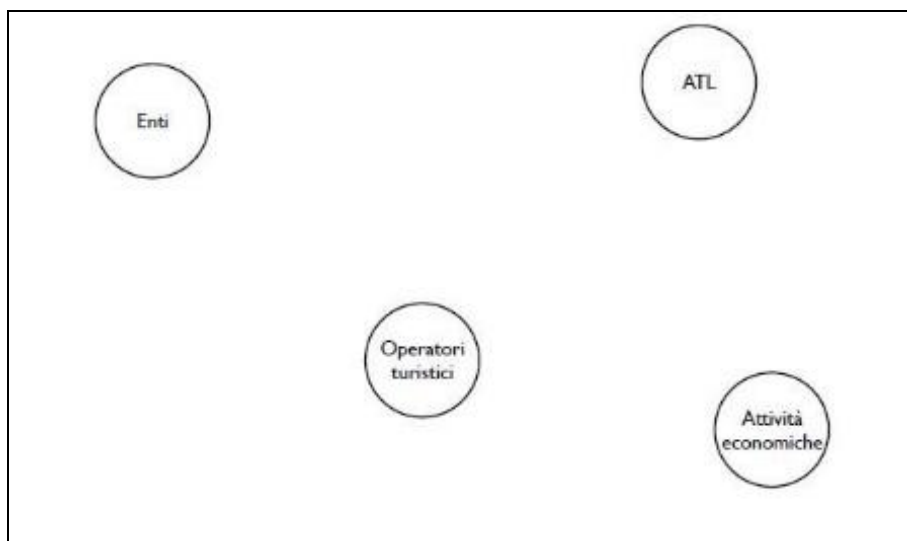 Enti
ATL
Operatori
turistici
Attività
economiche